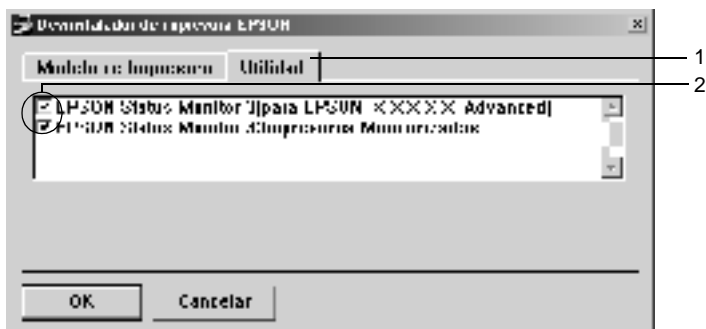 Desinstalador de impresora EPSON
Modelo de Impresora Utilidad
1
2
EPSON Status Monitor 3(para EPSON XXXXX Advanced)
EPSON Status Monitor 3(Impresoras Monitorizadas
OK Cancelar